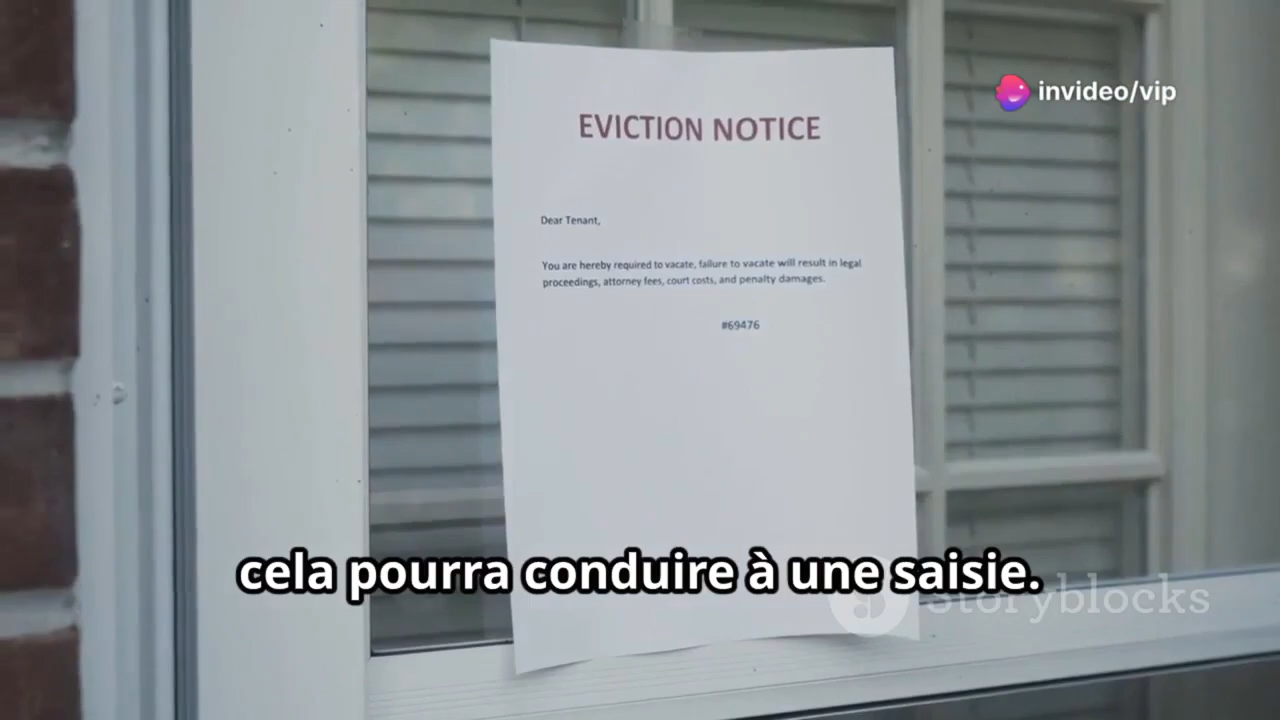 invideo/vip
EVICTION NOTICE
Dear Tenant,
You are hereby required to vacate, failure to vacate will result in legal
proceedings, attorney fees, court costs, and penalty damages.
#69476
cela pourra conduire à une saisie.
Storyblocks